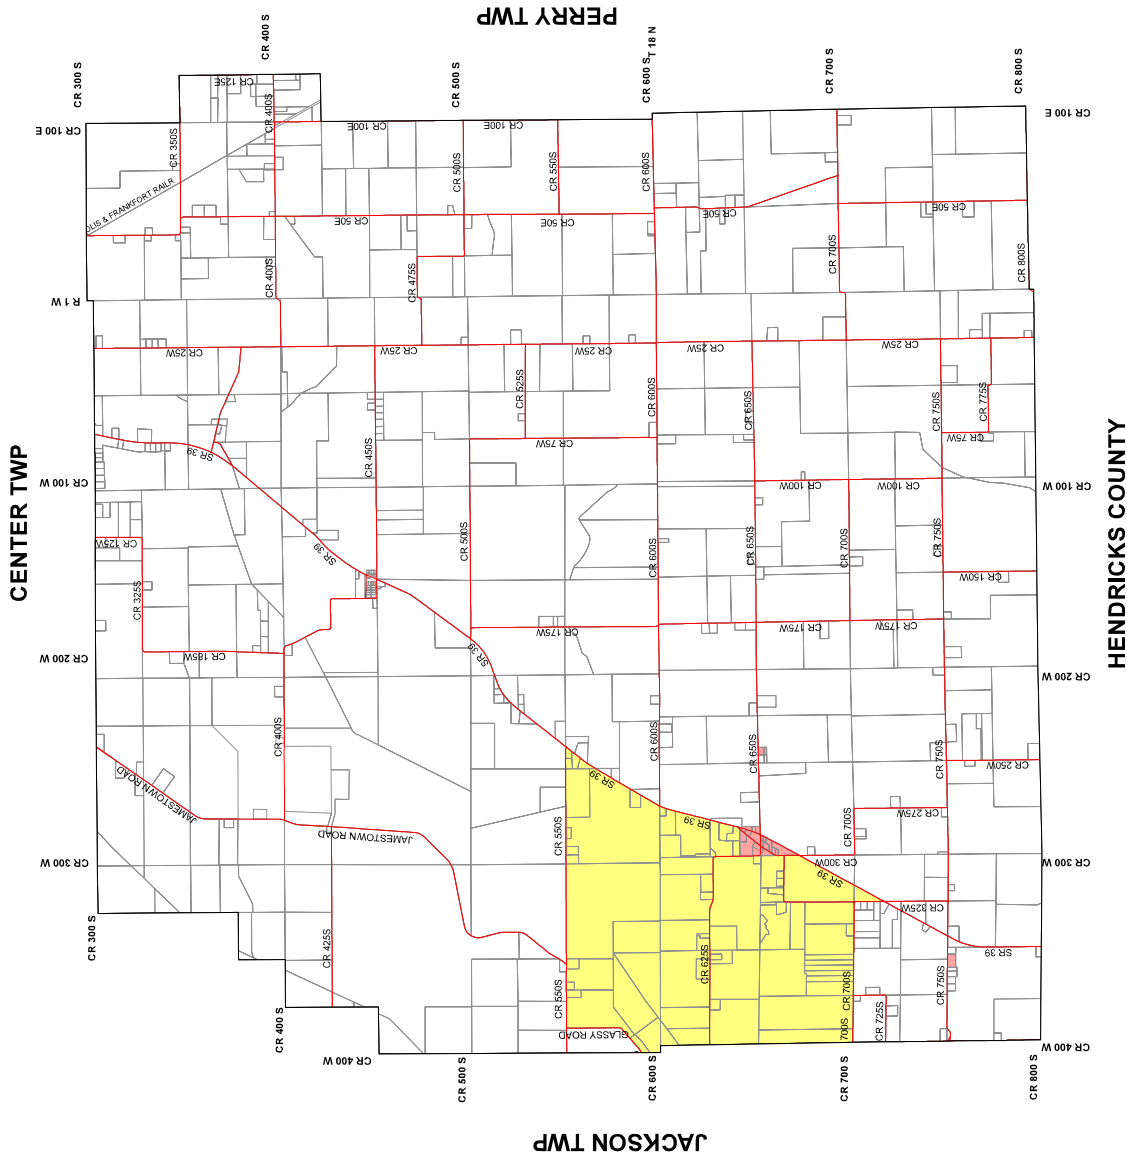 PERRY TWP
CR 300 S
CR 400 S
CR 500 S
CR 600 S
T 18 N
CR 700 S
CR 800 S
CR 100 E
CR 125E
CR 400S
CR 100E
CR 100E
CR 100 E
CR 350S
CR 500S
CR 550S
CR 600S
OLIS & FRANKFORT RAILR
CR 50E
CR 50E
CR 50E
CR 50E
CR 400S
CR 475S
CR 700S
CR 800S
R 1 W
CR 25W
CR 25W
CR 25W
CR 25W
CR 25W
CR 525S
CR 600S
CR 650S
CR 750S
CR 775S
SR 39
CR 450S
CR 75W
CR 75W
CENTER TWP
HENDRICKS COUNTY
CR 100 W
CR 100W
CR 100W
CR 100 W
CR 125W
SR 39
CR 500S
CR 600S
CR 650S
CR 700S
CR 750S
CR 325S
CR 150W
CR 175W
CR 175W
CR 175W
CR 200 W
CR 185W
SR 39
CR 200 W
CR 400S
CR 600S
CR 650S
CR 750S
JAMESTOWN ROAD
SR 39
CR 250W
JAMESTOWN ROAD
CR 550S
SR 39
CR 700S
CR 275W
CR 300 W
CR 300W
CR 300 W
SR 39
CR 300 S
CR 325W
CR 425S
CR 625S
SR 39
CR 550S
CR 700S
CR 750S
GLASSY ROAD
700S
CR 725S
CR 400 S
CR 400 W
CR 400 W
CR 500 S
CR 600 S
CR 700 S
CR 800 S
JACKSON TWP